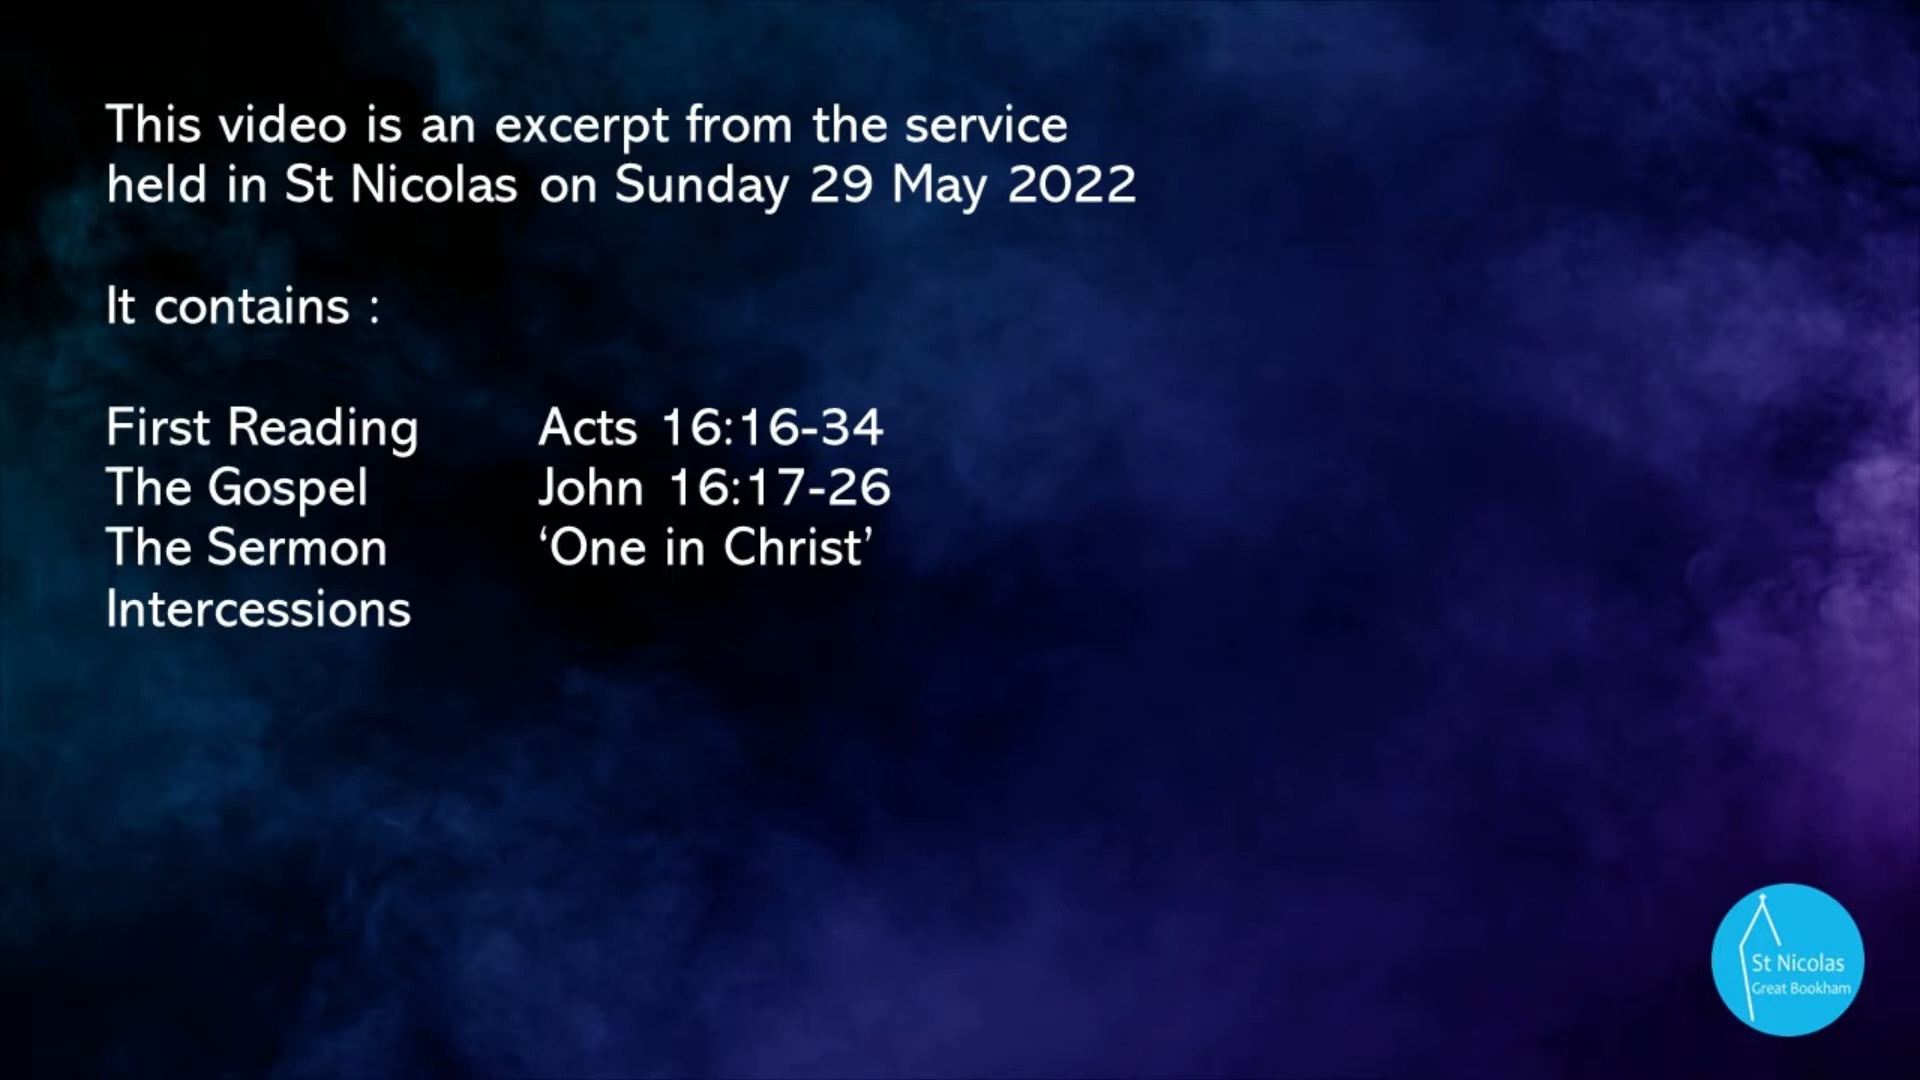 This video is an excerpt from the service
held in St Nicolas on Sunday 29 May 2022
It contains :
First Reading Acts 16:16-34
The Gospel John 16:17-26
The Sermon ‘One in Christ’
Intercessions
St Nicolas
Great Bookham